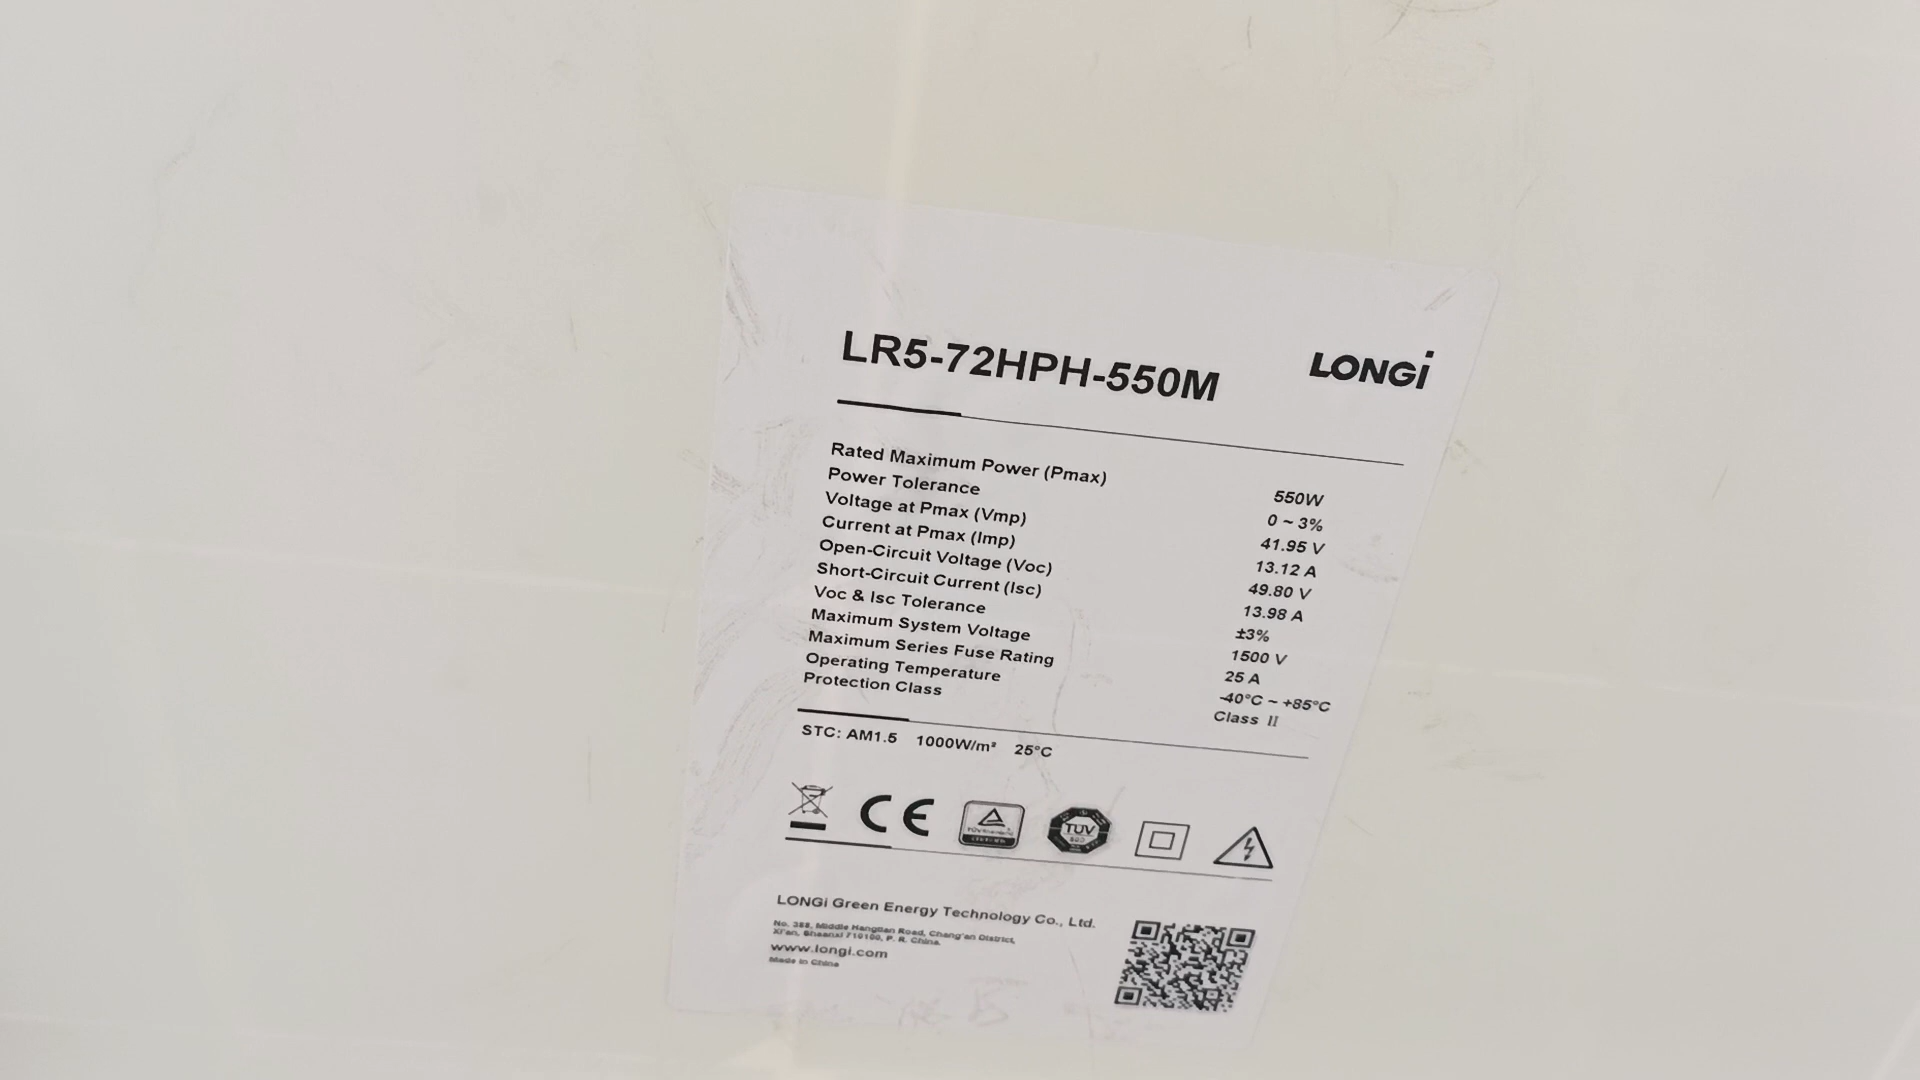 LR5-72HPH-550M
LONGi
Rated Maximum Power (Pmax) 550W
Power Tolerance 0 ~ 3%
Voltage at Pmax (Vmp) 41.95 V
Current at Pmax (Imp) 13.12 A
Open-Circuit Voltage (Voc) 49.80 V
Short-Circuit Current (Isc) 13.98 A
Voc & Isc Tolerance ±3%
Maximum System Voltage 1500 V
Maximum Series Fuse Rating 25 A
Operating Temperature -40°C ~ +85°C
Protection Class Class II
STC: AM1.5 1000W/m² 25°C
CE
TÜV
LONGi Green Energy Technology Co., Ltd.
No. 388, Middle Hangtian Road, Chang'an District,
Xi'an, Shaanxi 710100, P. R. China.
www.longi.com
Made in China